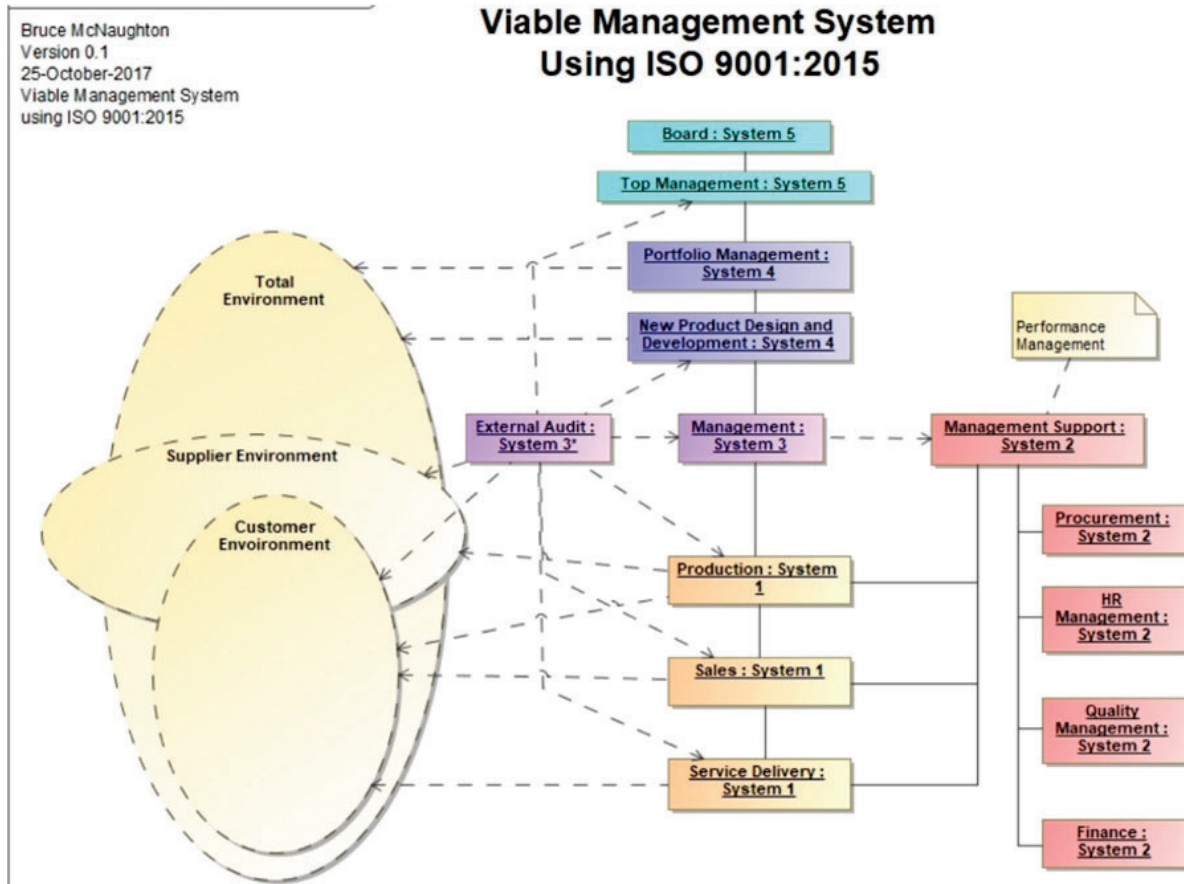 Bruce McNaughton
Version 0.1
25-October-2017
Viable Management System
using ISO 9001:2015
Viable Management System
Using ISO 9001:2015
Board : System 5
Top Management : System 5
Portfolio Management :
System 4
Total
Environment
New Product Design and
Development : System 4
Performance
Management
External Audit :
System 3*
Management :
System 3
Management Support :
System 2
Supplier Environment
Customer
Envoironment
Procurement :
System 2
Production : System
1
HR
Management :
System 2
Sales : System 1
Quality
Management :
System 2
Service Delivery :
System 1
Finance :
System 2